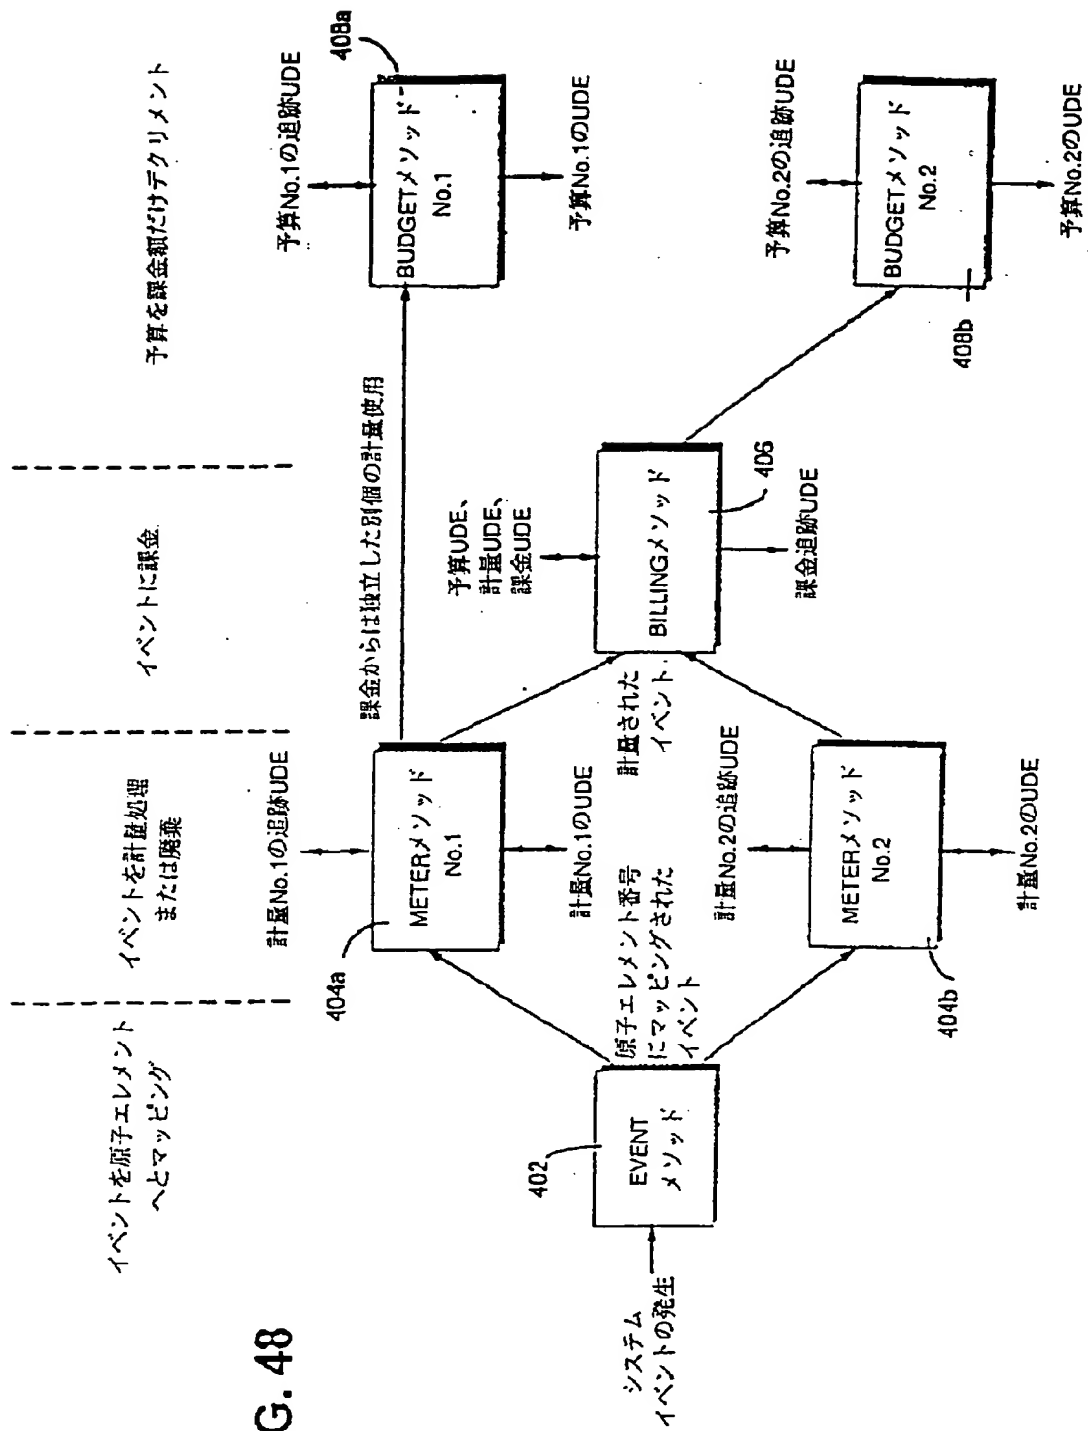 イベントを原子エレメント
へとマッピング
イベントを計量処理
または廃棄
イベントに課金
予算を課金額だけデクリメント
計量No.1の追跡UDE
404a
METERメソッド
No.1
計量No.1のUDE
課金からは独立した別個の計量使用
予算No.1の追跡UDE
408a
BUDGETメソッド
No.1
予算No.1のUDE
システム
イベントの発生
402
EVENT
メソッド
原子エレメント番号
にマッピングされた
イベント
計量された
イベント
予算UDE、
計量UDE、
課金UDE
BILLINGメソッド
406
課金追跡UDE
計量No.2の追跡UDE
METERメソッド
No.2
404b
計量No.2のUDE
予算No.2の追跡UDE
BUDGETメソッド
No.2
408b
予算No.2のUDE
G. 48